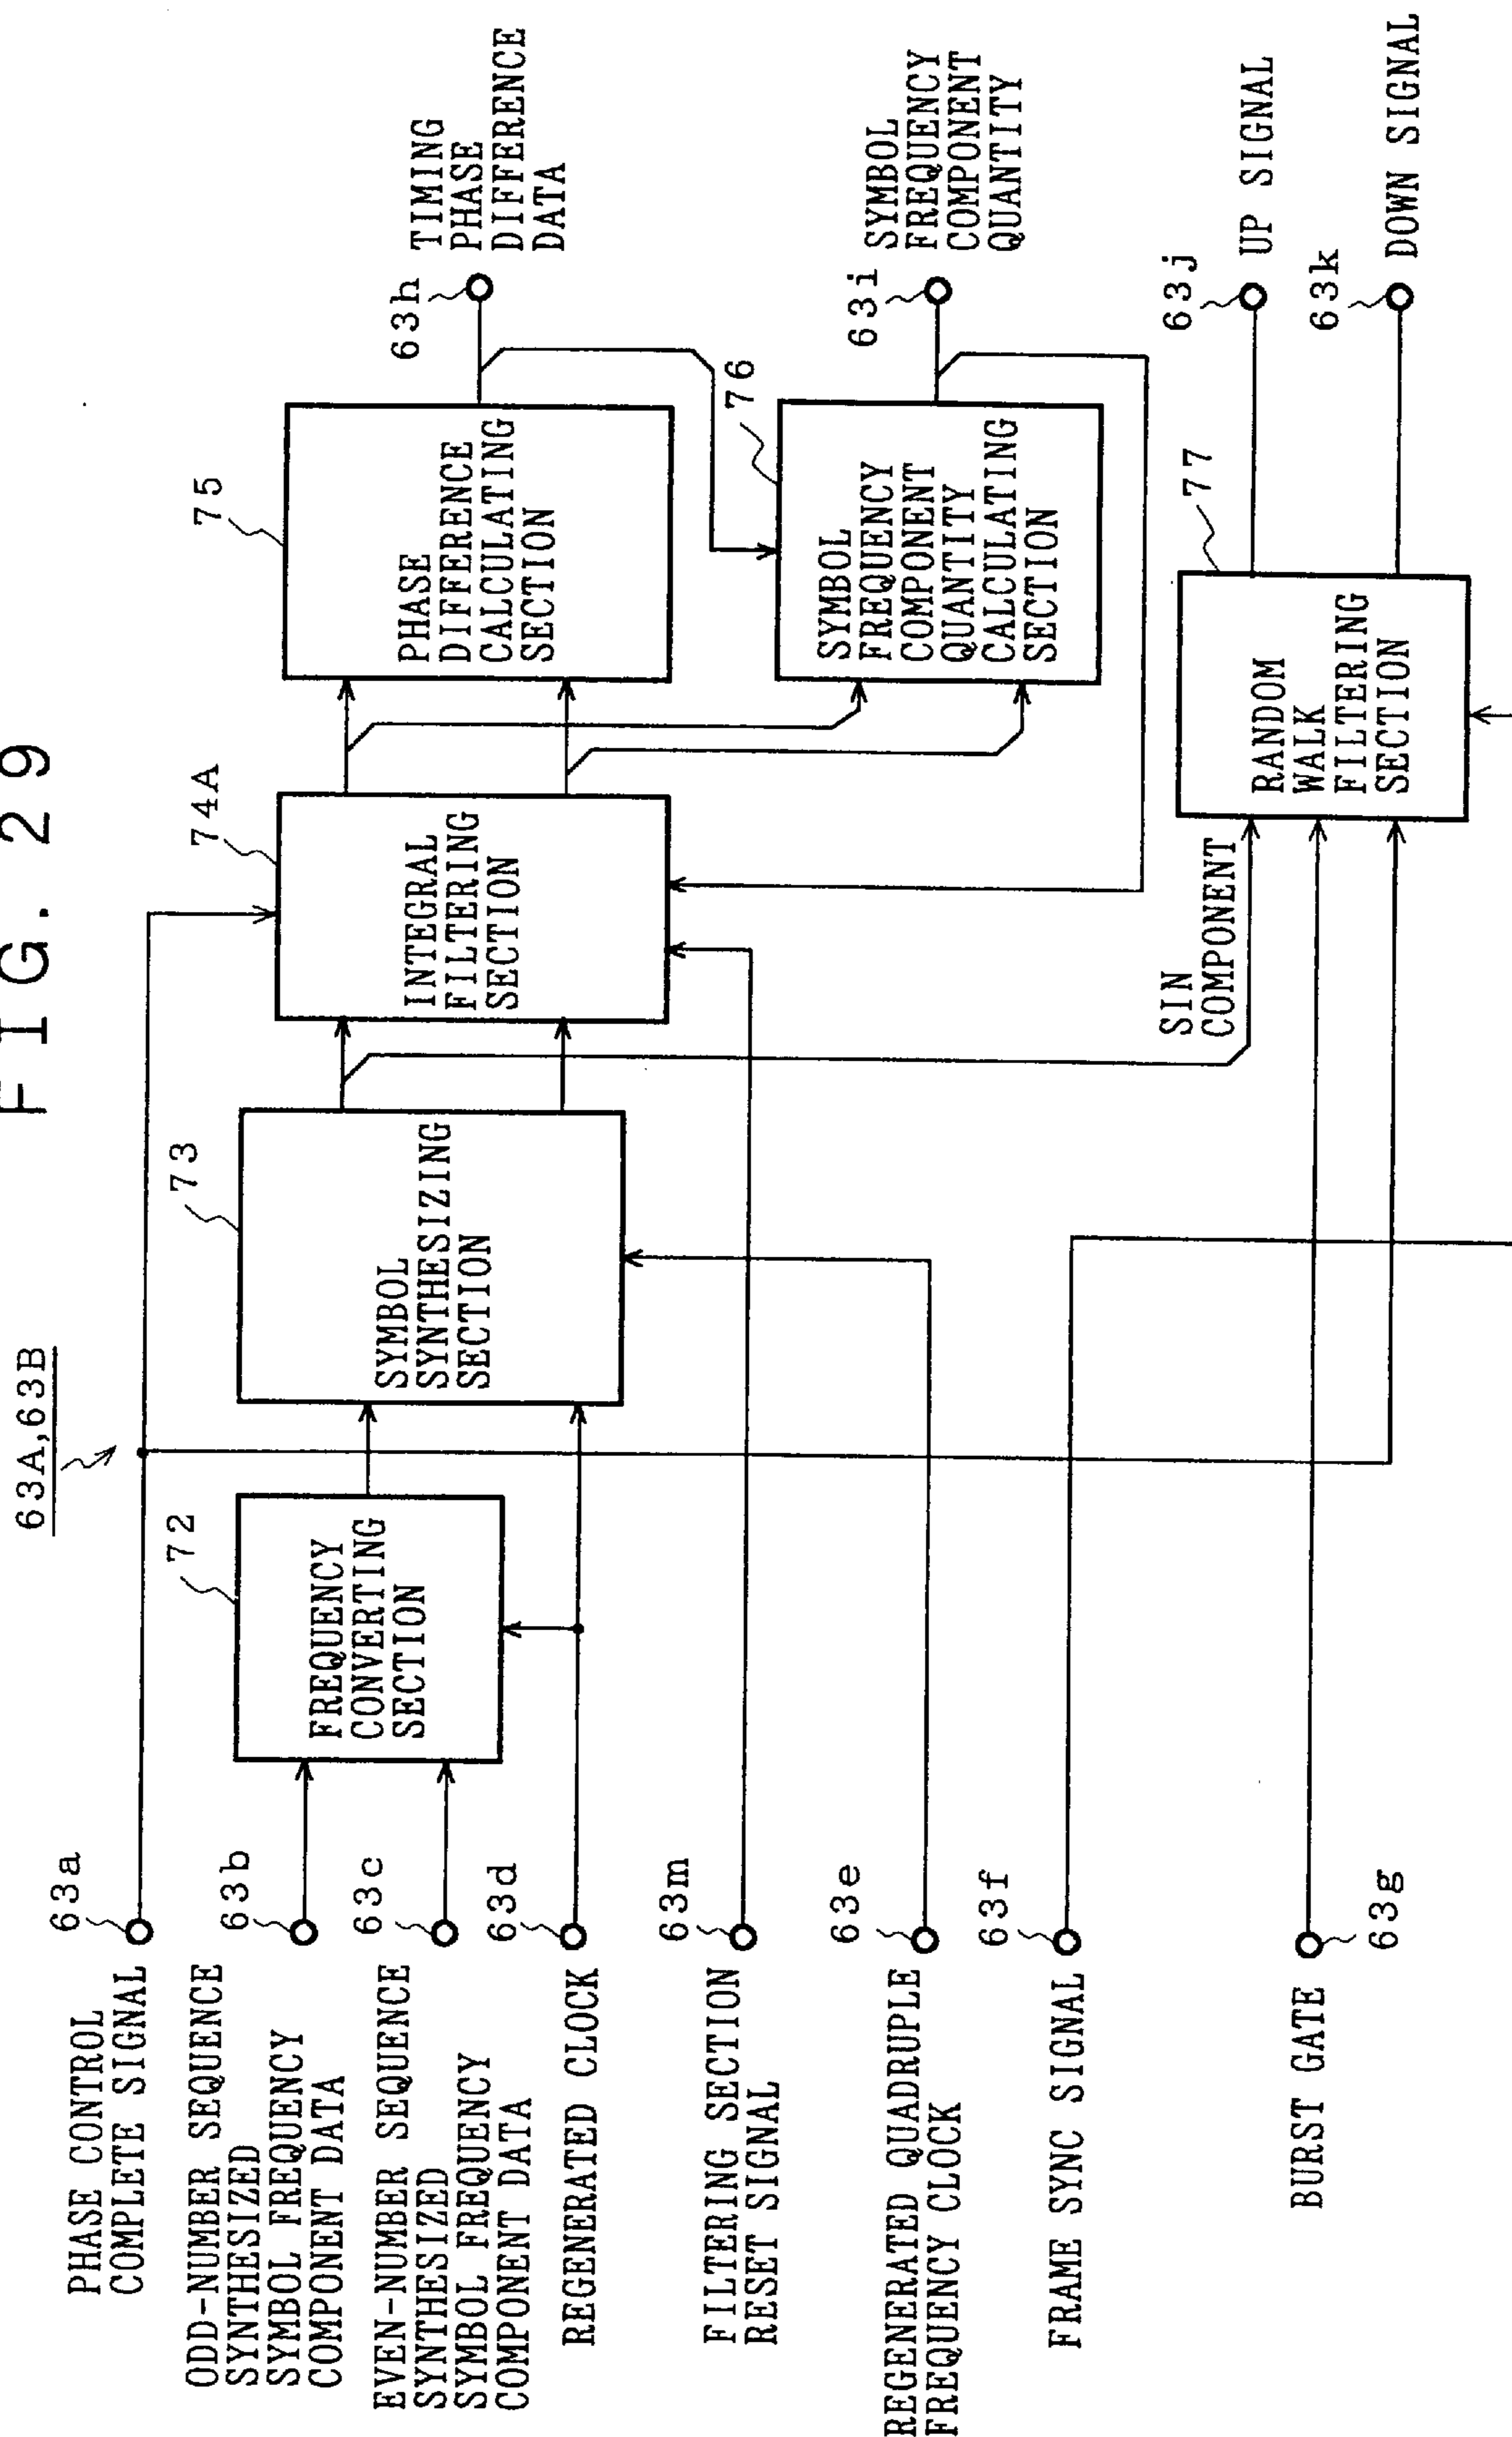 FIG. 29
63A,63B
PHASE CONTROL
COMPLETE SIGNAL
63a
ODD-NUMBER SEQUENCE
SYNTHESIZED
SYMBOL FREQUENCY
COMPONENT DATA
63b
EVEN-NUMBER SEQUENCE
SYNTHESIZED
SYMBOL FREQUENCY
COMPONENT DATA
63c
REGENERATED CLOCK
63d
FILTERING SECTION
RESET SIGNAL
63m
REGENERATED QUADRUPLE
FREQUENCY CLOCK
63e
FRAME SYNC SIGNAL
63f
BURST GATE
63g
72
FREQUENCY
CONVERTING
SECTION
73
SYMBOL
SYNTHESIZING
SECTION
74A
INTEGRAL
FILTERING
SECTION
SIN
COMPONENT
75
PHASE
DIFFERENCE
CALCULATING
SECTION
76
SYMBOL
FREQUENCY
COMPONENT
QUANTITY
CALCULATING
SECTION
77
RANDOM
WALK
FILTERING
SECTION
63h
TIMING
PHASE
DIFFERENCE
DATA
63i
SYMBOL
FREQUENCY
COMPONENT
QUANTITY
63j
UP SIGNAL
63k
DOWN SIGNAL